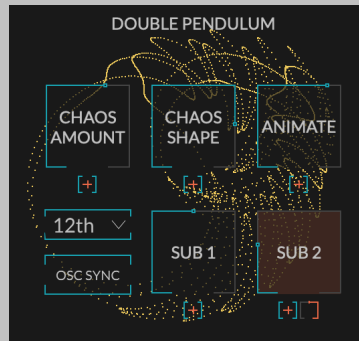 DOUBLE PENDULUM
CHAOS
AMOUNT
CHAOS
SHAPE
ANIMATE
[+]
[+]
[+]
12th
OSC SYNC
SUB 1
SUB 2
[+]
[+]